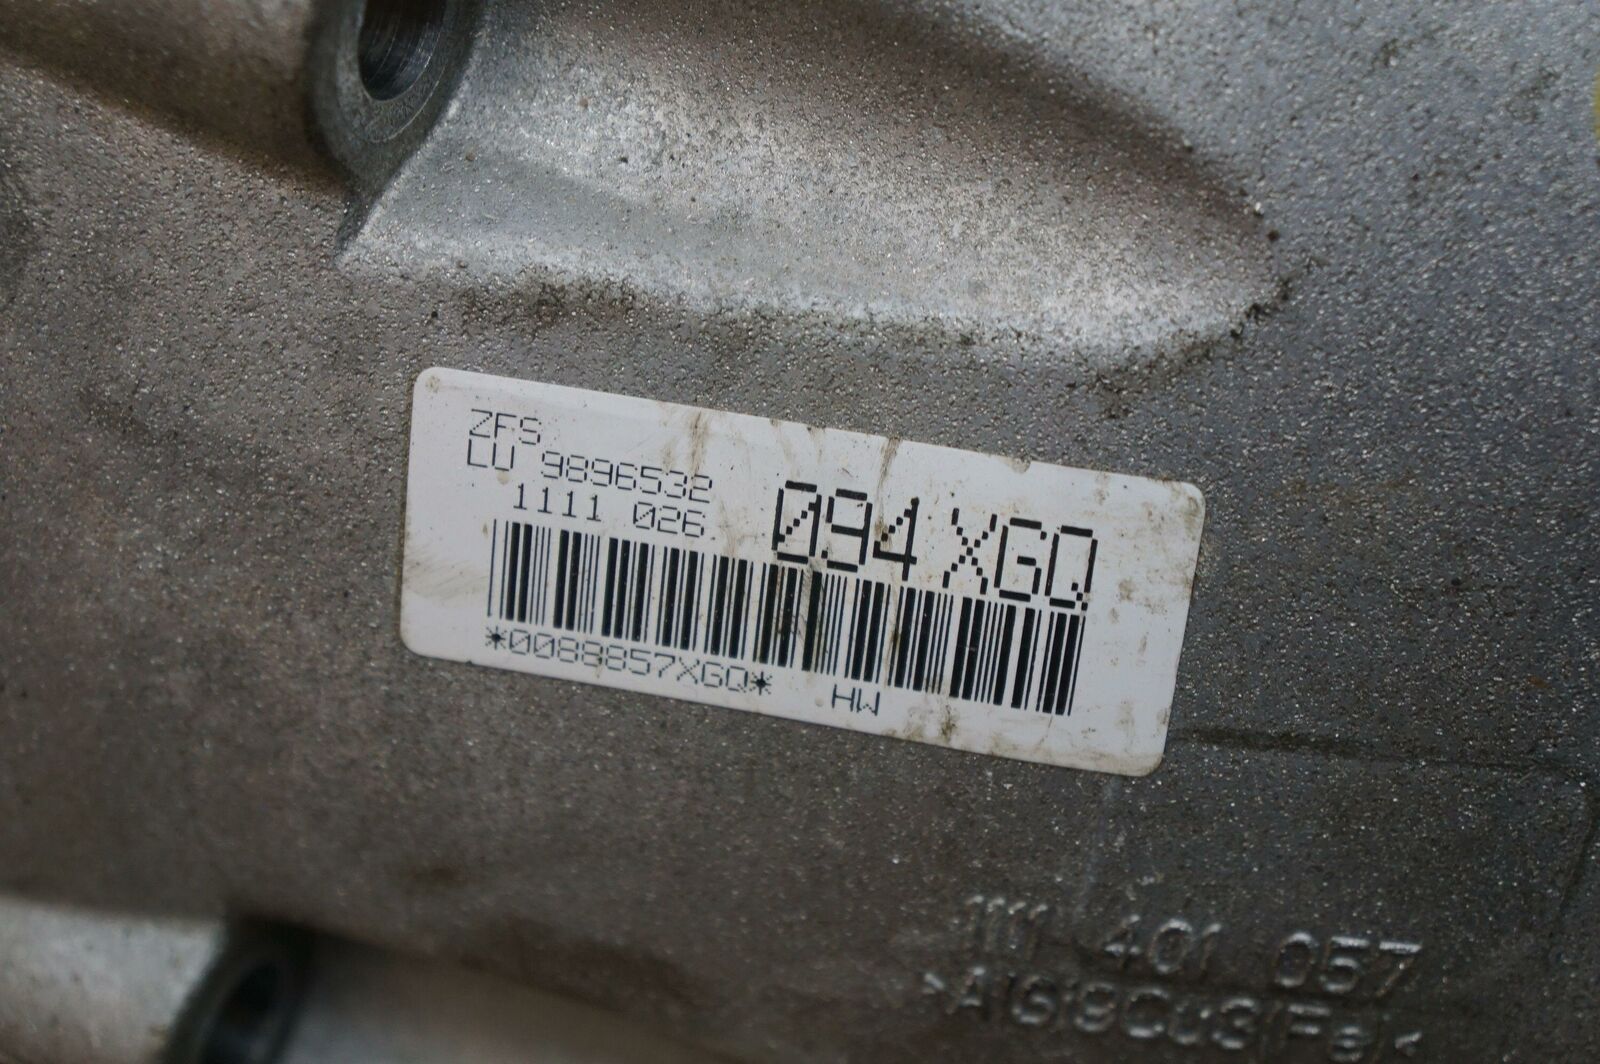 ZFS
LU 9896532
1111 026
094 XGQ
*0088857XGQ*
HW
1111 401 057
>AlSi9Cu3(Fe)<